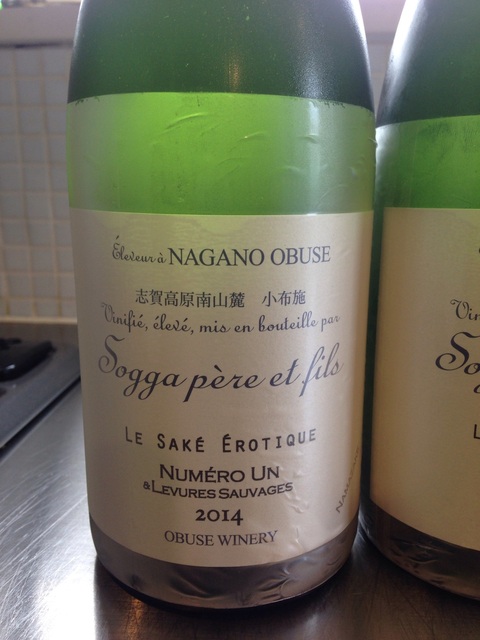 Éleveur à NAGANO OBUSE
志賀高原南山麓 小布施
Vinifié, élevé, mis en bouteille par
Sogga père et fils
LE SAKÉ ÉROTIQUE
NUMÉRO UN
& LEVURES SAUVAGES
2014
OBUSE WINERY